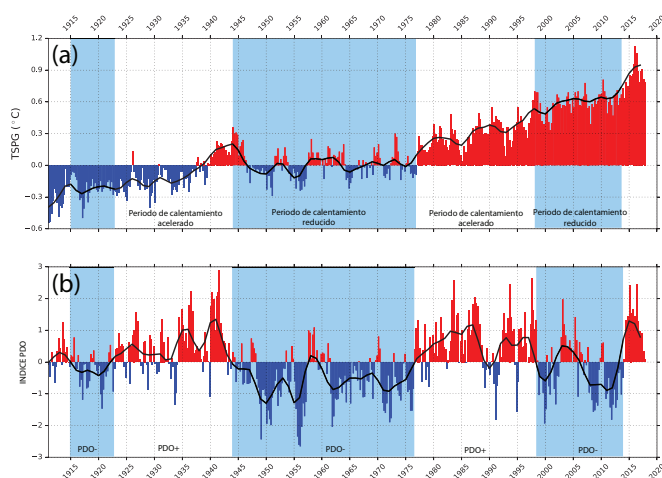 1915 1920 1925 1930 1935 1940 1945 1950 1955 1960 1965 1970 1975 1980 1985 1990 1995 2000 2005 2010 2015 2020
(a)
TSPG (°C)
1.2
0.9
0.6
0.3
0.0
−0.3
−0.6
Periodo de calentamiento
acelerado
Periodo de calentamiento
reducido
Periodo de calentamiento
acelerado
Periodo de calentamiento
reducido
(b)
INDICE PDO
3
2
1
0
−1
−2
−3
PDO- PDO+ PDO- PDO+ PDO-
1915 1920 1925 1930 1935 1940 1945 1950 1955 1960 1965 1970 1975 1980 1985 1990 1995 2000 2005 2010 2015 2020